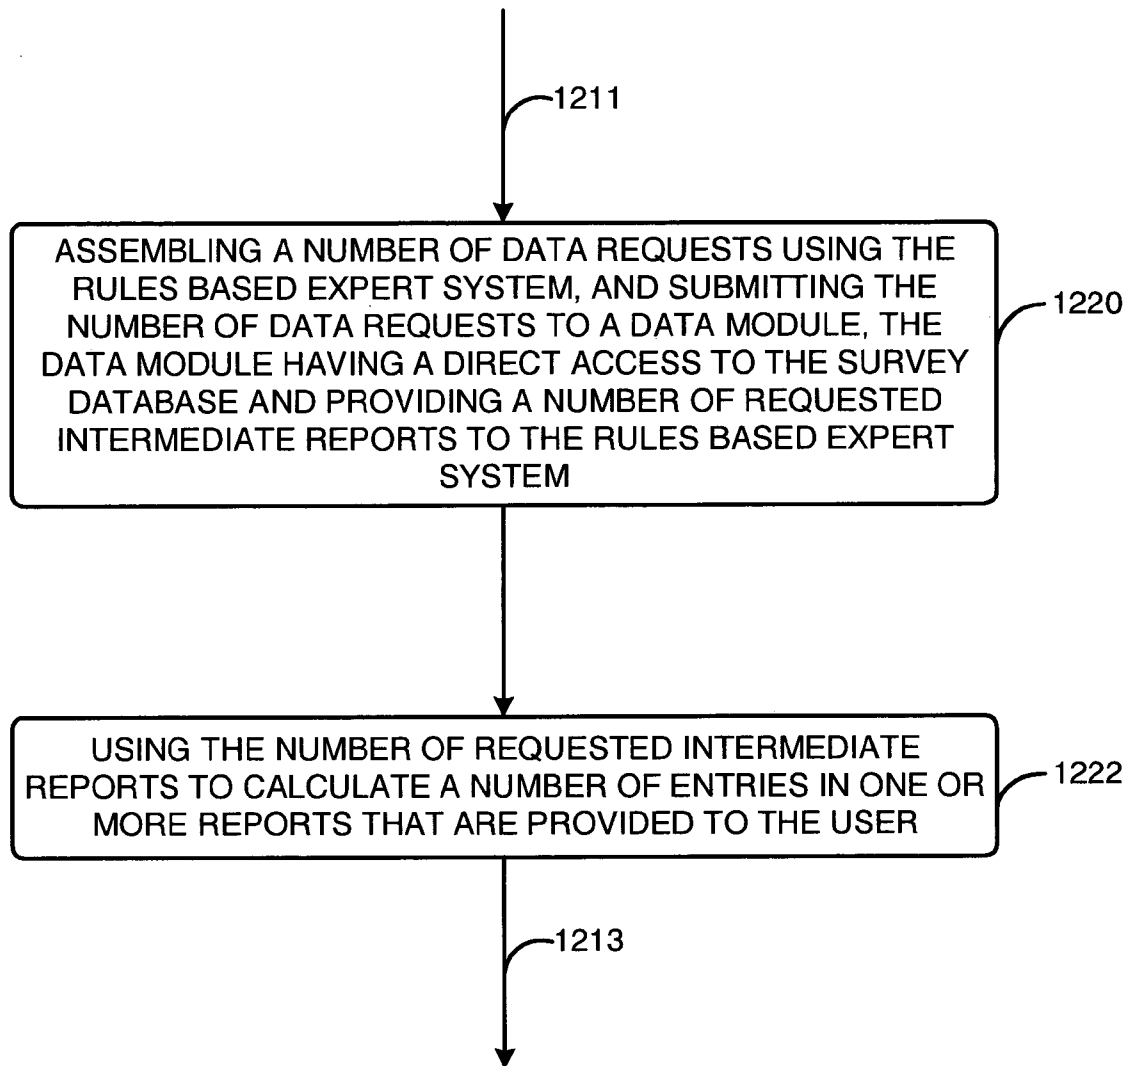 1211
ASSEMBLING A NUMBER OF DATA REQUESTS USING THE
RULES BASED EXPERT SYSTEM, AND SUBMITTING THE
NUMBER OF DATA REQUESTS TO A DATA MODULE, THE
DATA MODULE HAVING A DIRECT ACCESS TO THE SURVEY
DATABASE AND PROVIDING A NUMBER OF REQUESTED
INTERMEDIATE REPORTS TO THE RULES BASED EXPERT
SYSTEM
1220
USING THE NUMBER OF REQUESTED INTERMEDIATE
REPORTS TO CALCULATE A NUMBER OF ENTRIES IN ONE OR
MORE REPORTS THAT ARE PROVIDED TO THE USER
1222
1213